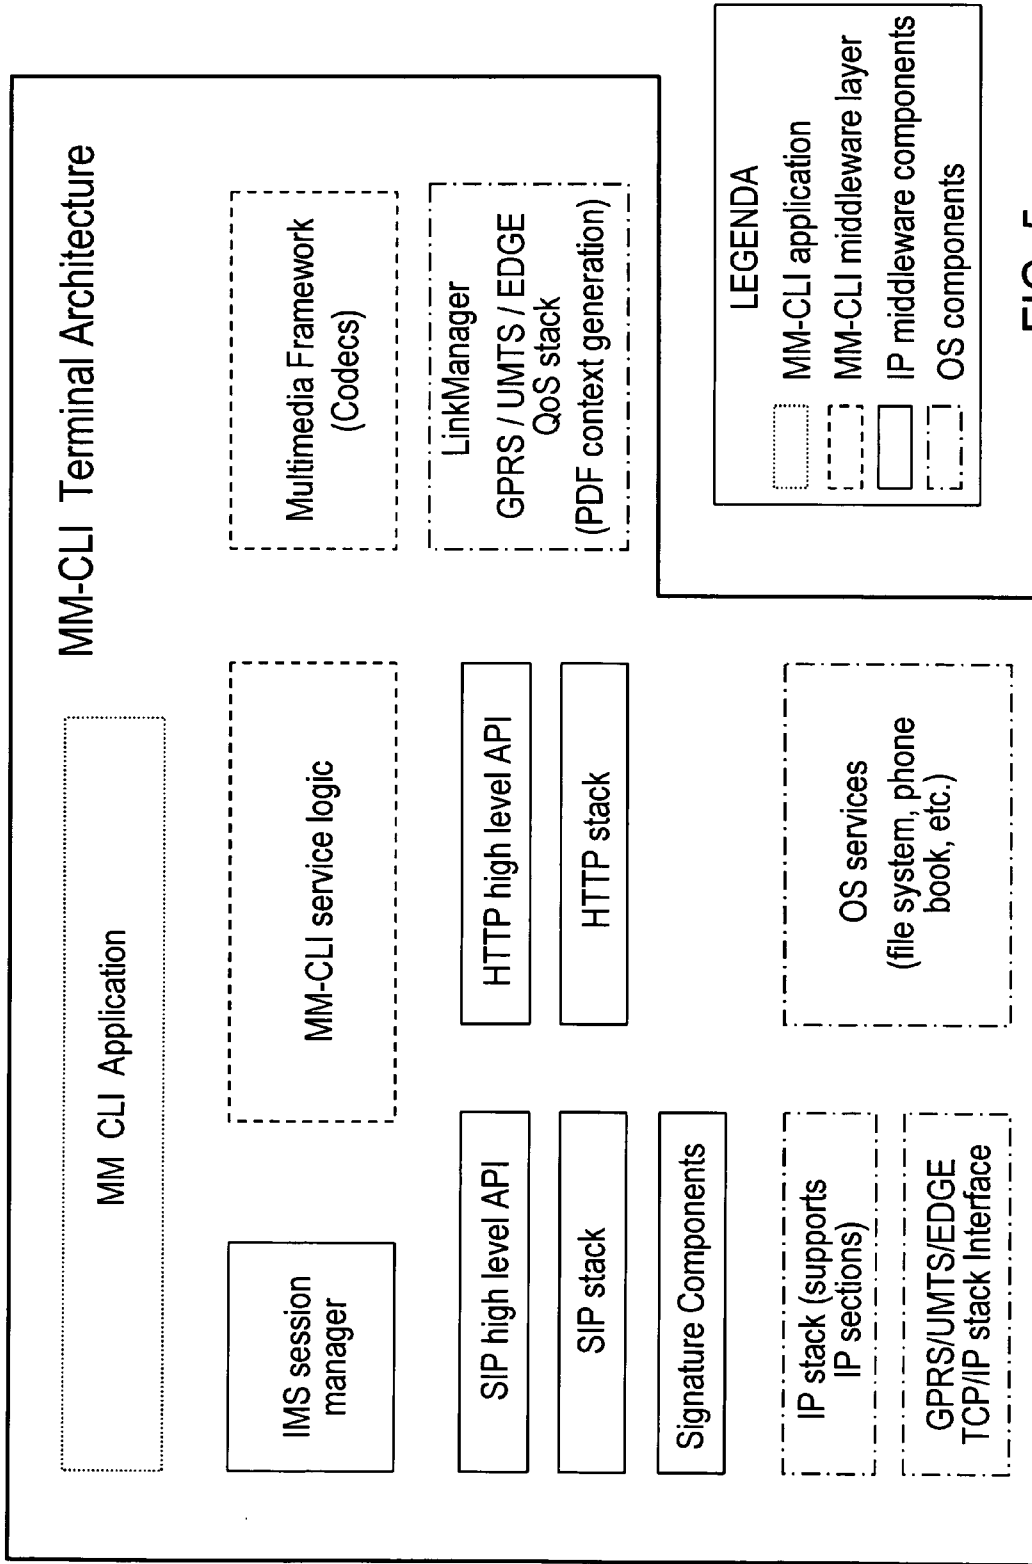 MM-CLI Terminal Architecture
MM CLI Application
IMS session
manager
MM-CLI service logic
Multimedia Framework
(Codecs)
SIP high level API
SIP stack
Signature Components
HTTP high level API
HTTP stack
LinkManager
GPRS / UMTS / EDGE
QoS stack
(PDF context generation)
IP stack (supports
IP sections)
GPRS/UMTS/EDGE
TCP/IP stack Interface
OS services
(file system, phone
book, etc.)
LEGENDA
MM-CLI application
MM-CLI middleware layer
IP middleware components
OS components